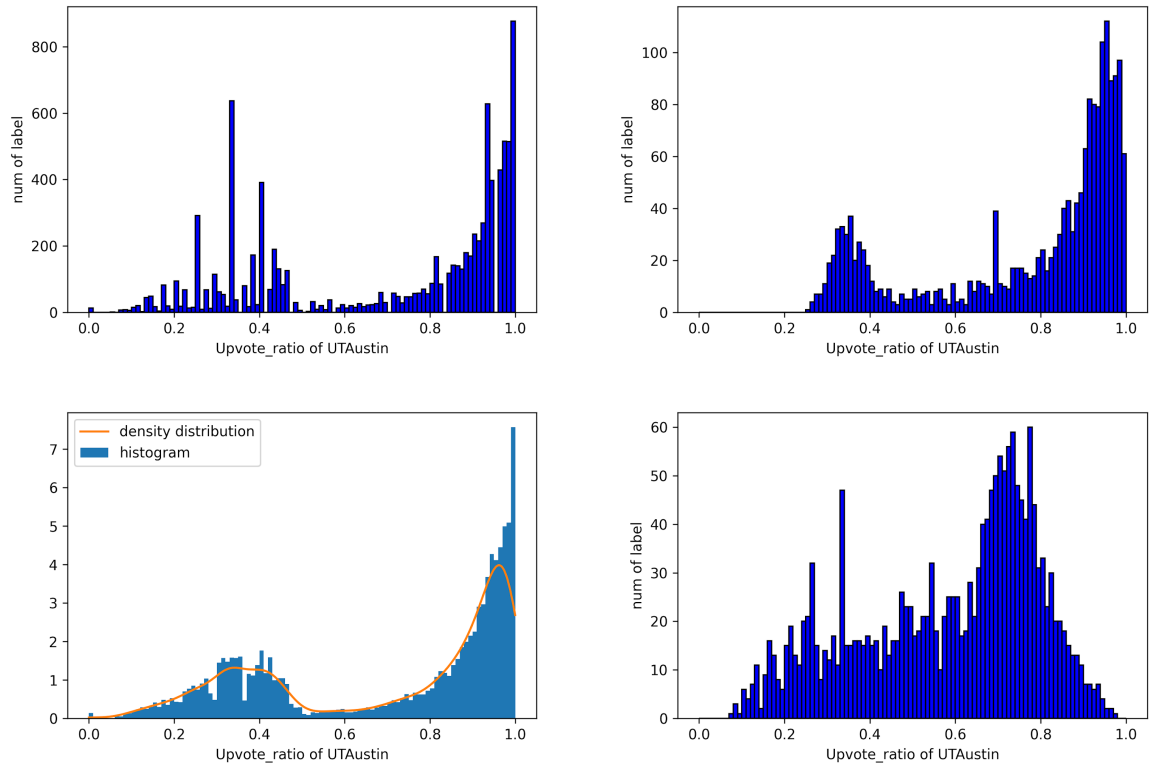 num of label
800
600
400
200
0
0.0 0.2 0.4 0.6 0.8 1.0
Upvote_ratio of UTAustin
num of label
100
80
60
40
20
0
0.0 0.2 0.4 0.6 0.8 1.0
Upvote_ratio of UTAustin
density distribution
histogram
7
6
5
4
3
2
1
0
0.0 0.2 0.4 0.6 0.8 1.0
Upvote_ratio of UTAustin
num of label
60
50
40
30
20
10
0
0.0 0.2 0.4 0.6 0.8 1.0
Upvote_ratio of UTAustin